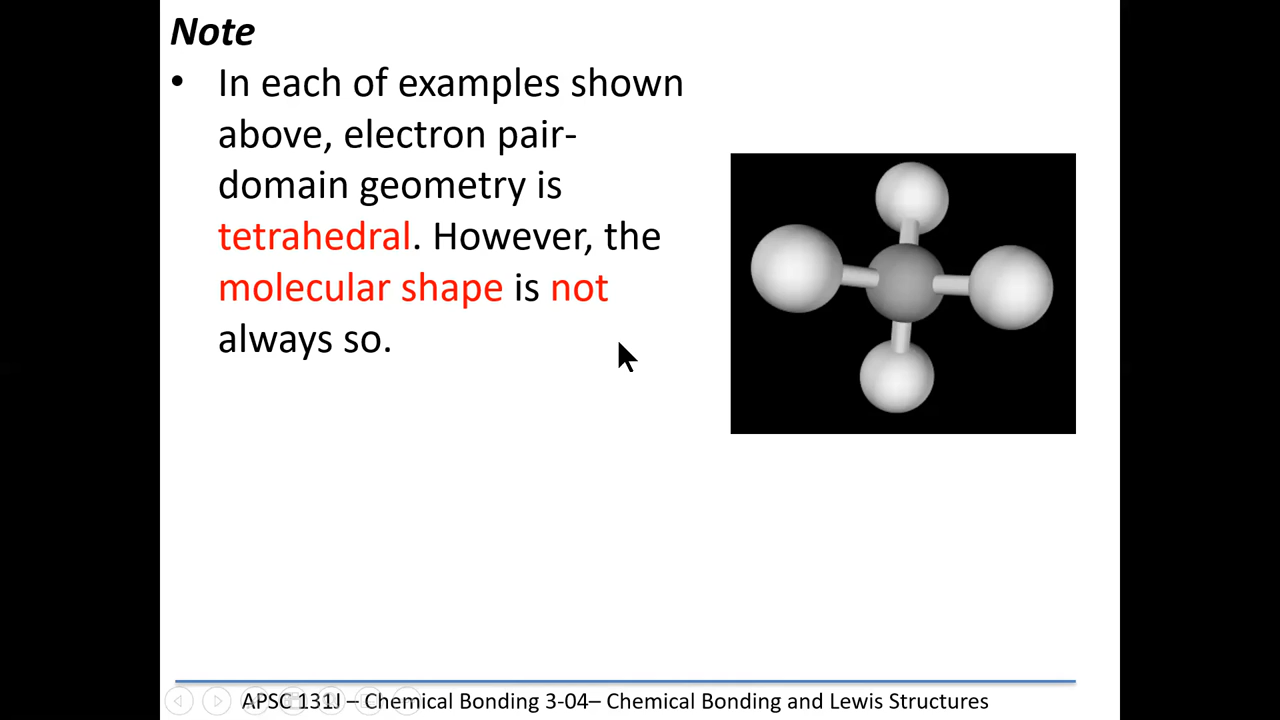 Note
• In each of examples shown
above, electron pair-
domain geometry is
tetrahedral. However, the
molecular shape is not
always so.
APSC 131J – Chemical Bonding 3-04– Chemical Bonding and Lewis Structures